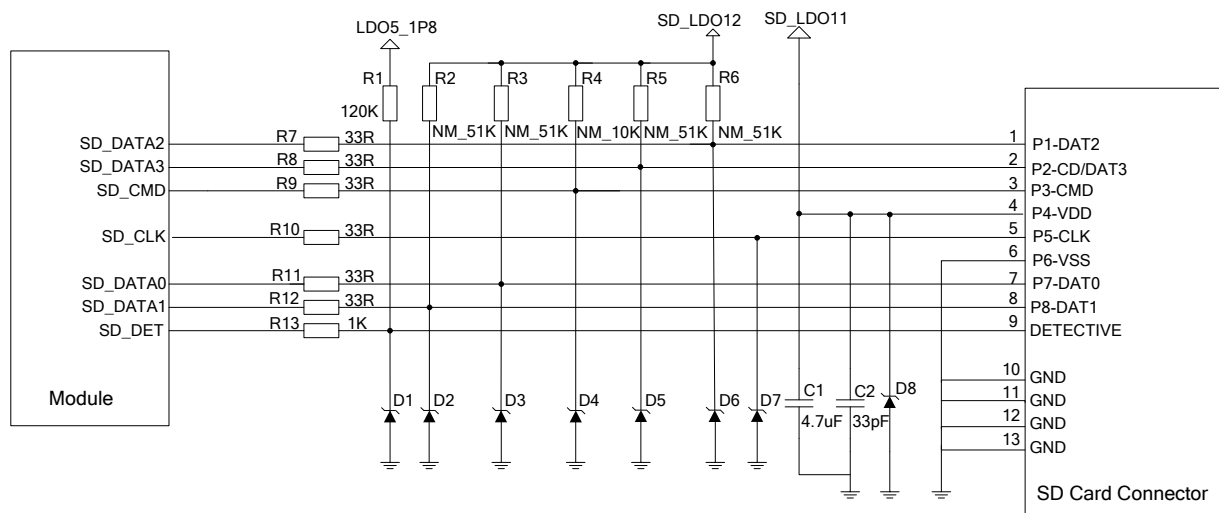 LDO5_1P8 SD_LDO12 SD_LDO11
R1 R2 R3 R4 R5 R6
120K NM_51K NM_51K NM_10K NM_51K NM_51K
SD_DATA2 R7 33R 1 P1-DAT2
SD_DATA3 R8 33R 2 P2-CD/DAT3
SD_CMD R9 33R 3 P3-CMD
4 P4-VDD
SD_CLK R10 33R 5 P5-CLK
6 P6-VSS
SD_DATA0 R11 33R 7 P7-DAT0
SD_DATA1 R12 33R 8 P8-DAT1
SD_DET R13 1K 9 DETECTIVE
10 GND
11 GND
12 GND
13 GND
Module D1 D2 D3 D4 D5 D6 D7 C1 C2 D8
4.7uF 33pF
SD Card Connector